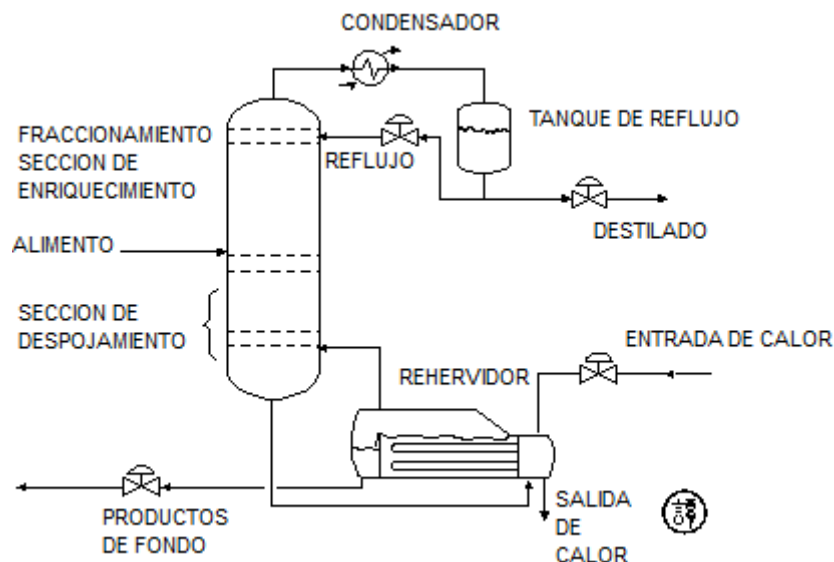 CONDENSADOR
TANQUE DE REFLUJO
FRACCIONAMIENTO
SECCION DE
ENRIQUECIMIENTO
REFLUJO
DESTILADO
ALIMENTO
SECCION DE
DESPOJAMIENTO
ENTRADA DE CALOR
REHERVIDOR
PRODUCTOS
DE FONDO
SALIDA
DE
CALOR